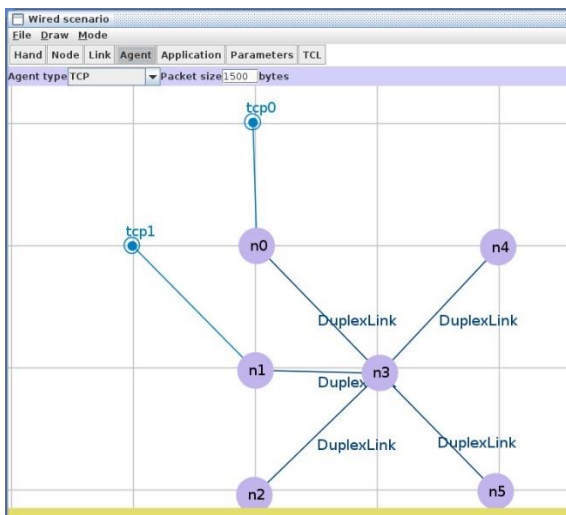 Wired scenario
File Draw Mode
Hand Node Link Agent Application Parameters TCL
Agent type TCP Packet size 1500 bytes
tcp0
tcp1
n0
n4
DuplexLink DuplexLink
n1
n3
Duplex
DuplexLink DuplexLink
n2
n5